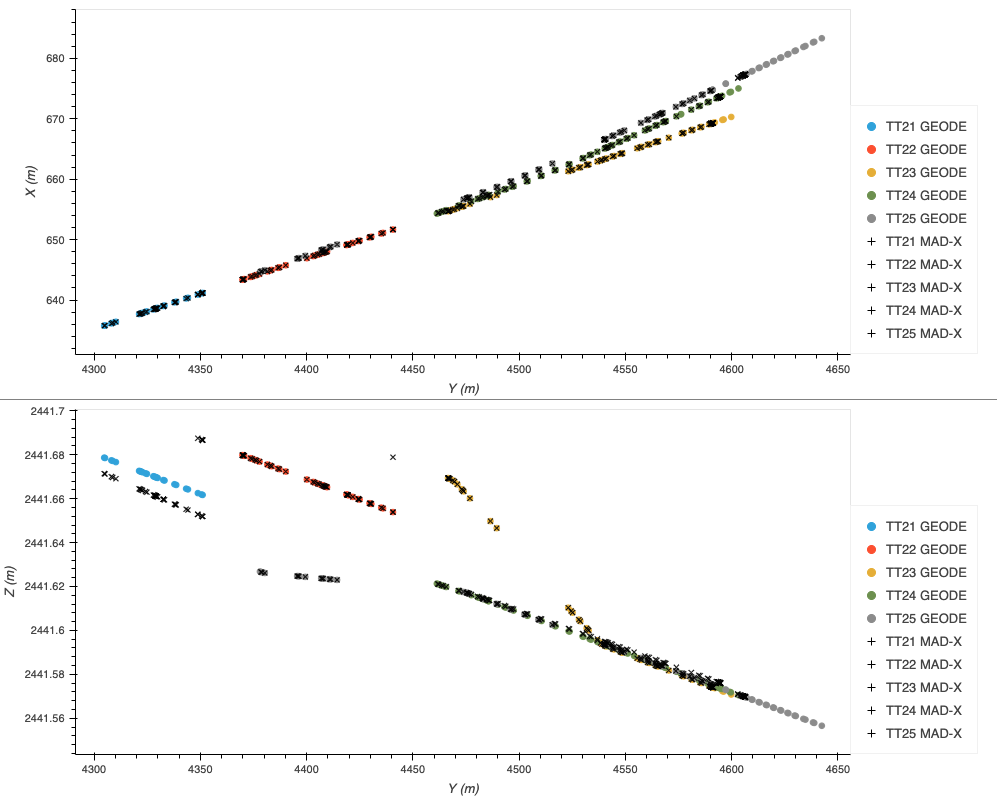 680
670
660
650
640
X (m)
4300
4350
4400
4450
4500
4550
4600
4650
Y (m)
TT21 GEODE
TT22 GEODE
TT23 GEODE
TT24 GEODE
TT25 GEODE
TT21 MAD-X
TT22 MAD-X
TT23 MAD-X
TT24 MAD-X
TT25 MAD-X
2441.7
2441.68
2441.66
2441.64
2441.62
2441.6
2441.58
2441.56
Z (m)
4300
4350
4400
4450
4500
4550
4600
4650
Y (m)
TT21 GEODE
TT22 GEODE
TT23 GEODE
TT24 GEODE
TT25 GEODE
TT21 MAD-X
TT22 MAD-X
TT23 MAD-X
TT24 MAD-X
TT25 MAD-X